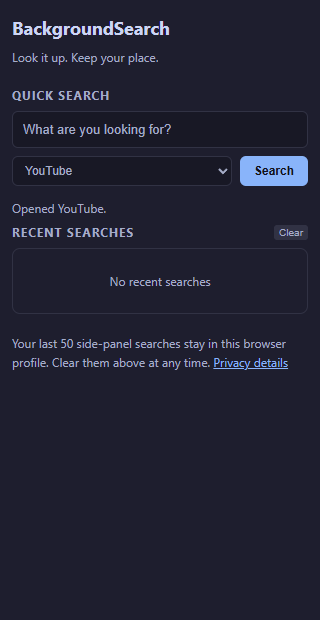 BackgroundSearch
Look it up. Keep your place.
QUICK SEARCH
What are you looking for?
YouTube
Search
Opened YouTube.
RECENT SEARCHES
Clear
No recent searches
Your last 50 side-panel searches stay in this browser
profile. Clear them above at any time. Privacy details